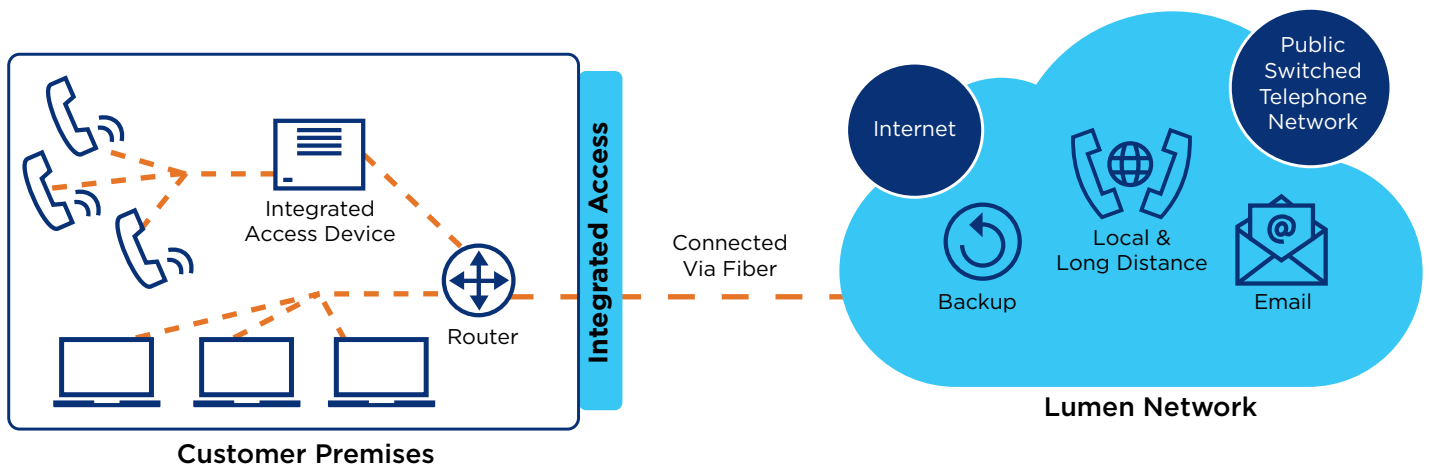 Integrated
Access Device
Router
Customer Premises
Integrated Access
Connected
Via Fiber
Internet
Public
Switched
Telephone
Network
Backup
Local &
Long Distance
@
Email
Lumen Network